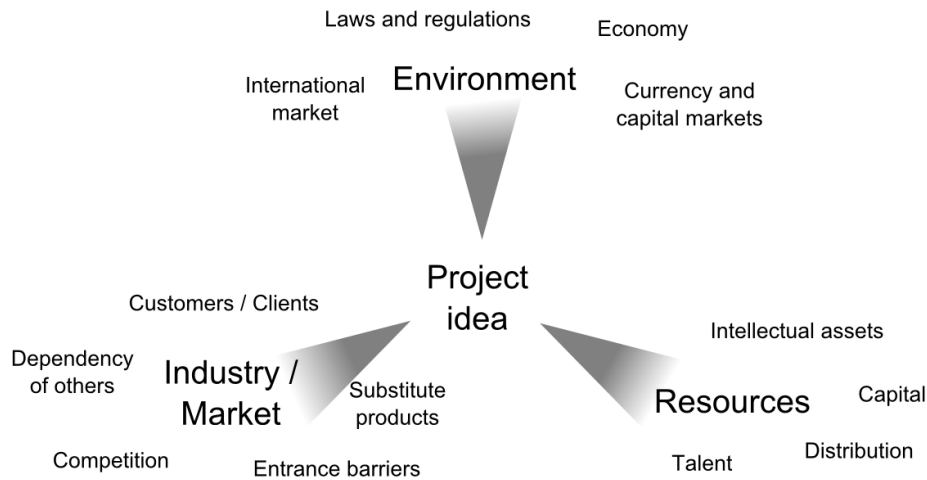 Laws and regulations
Economy
Environment
International
market
Currency and
capital markets
Project
idea
Customers / Clients
Dependency
of others
Industry /
Market
Substitute
products
Competition
Entrance barriers
Intellectual assets
Resources
Capital
Distribution
Talent